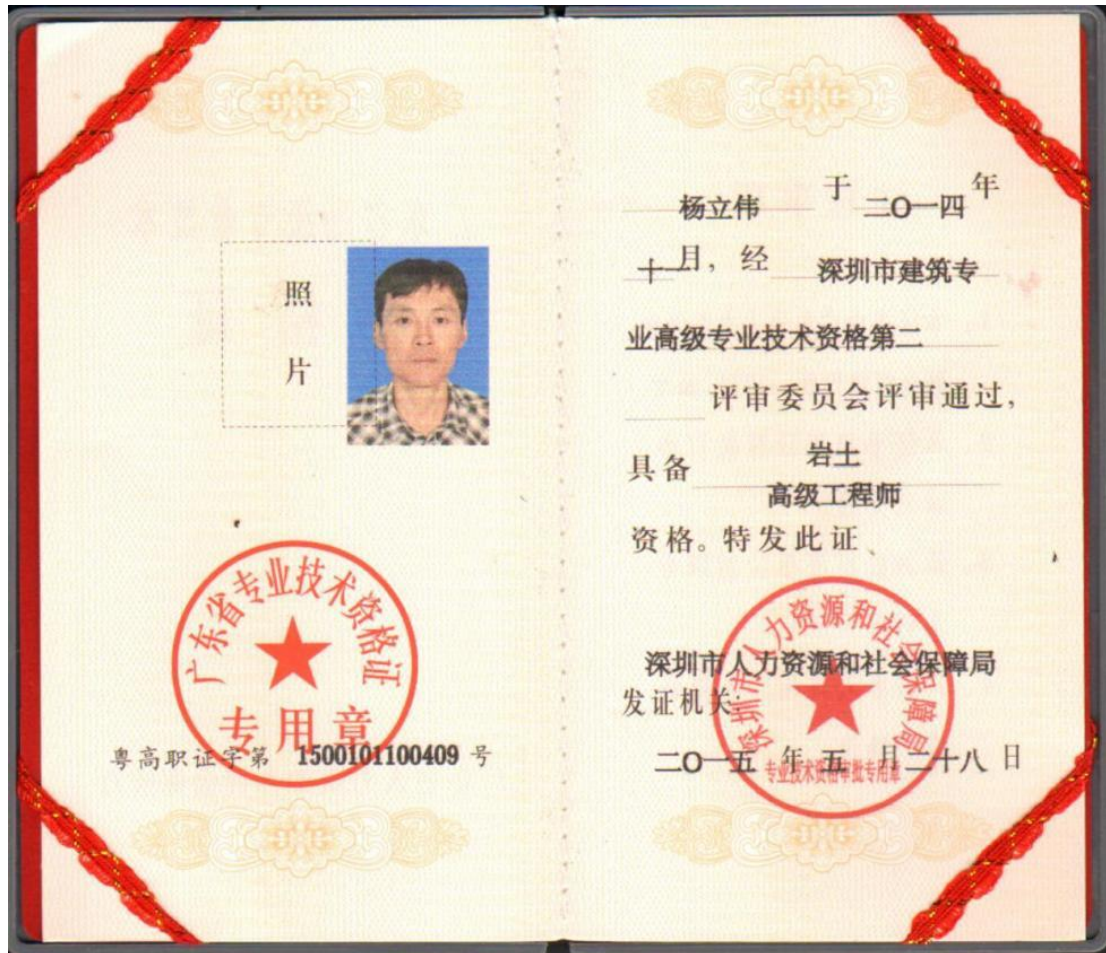 照
片
广东省专业技术资格证
专用章
粤高职证字第 1500101100409 号
杨立伟 于 二O一四 年
十一月，经 深圳市建筑专
业高级专业技术资格第二
评审委员会评审通过，
具备 岩土
高级工程师
资格。特发此证、
深圳市人力资源和社会保障局
发证机关：
深圳市人力资源和社会保障局
二O一五 年 五 月 二十八 日
专业技术资格审批专用章